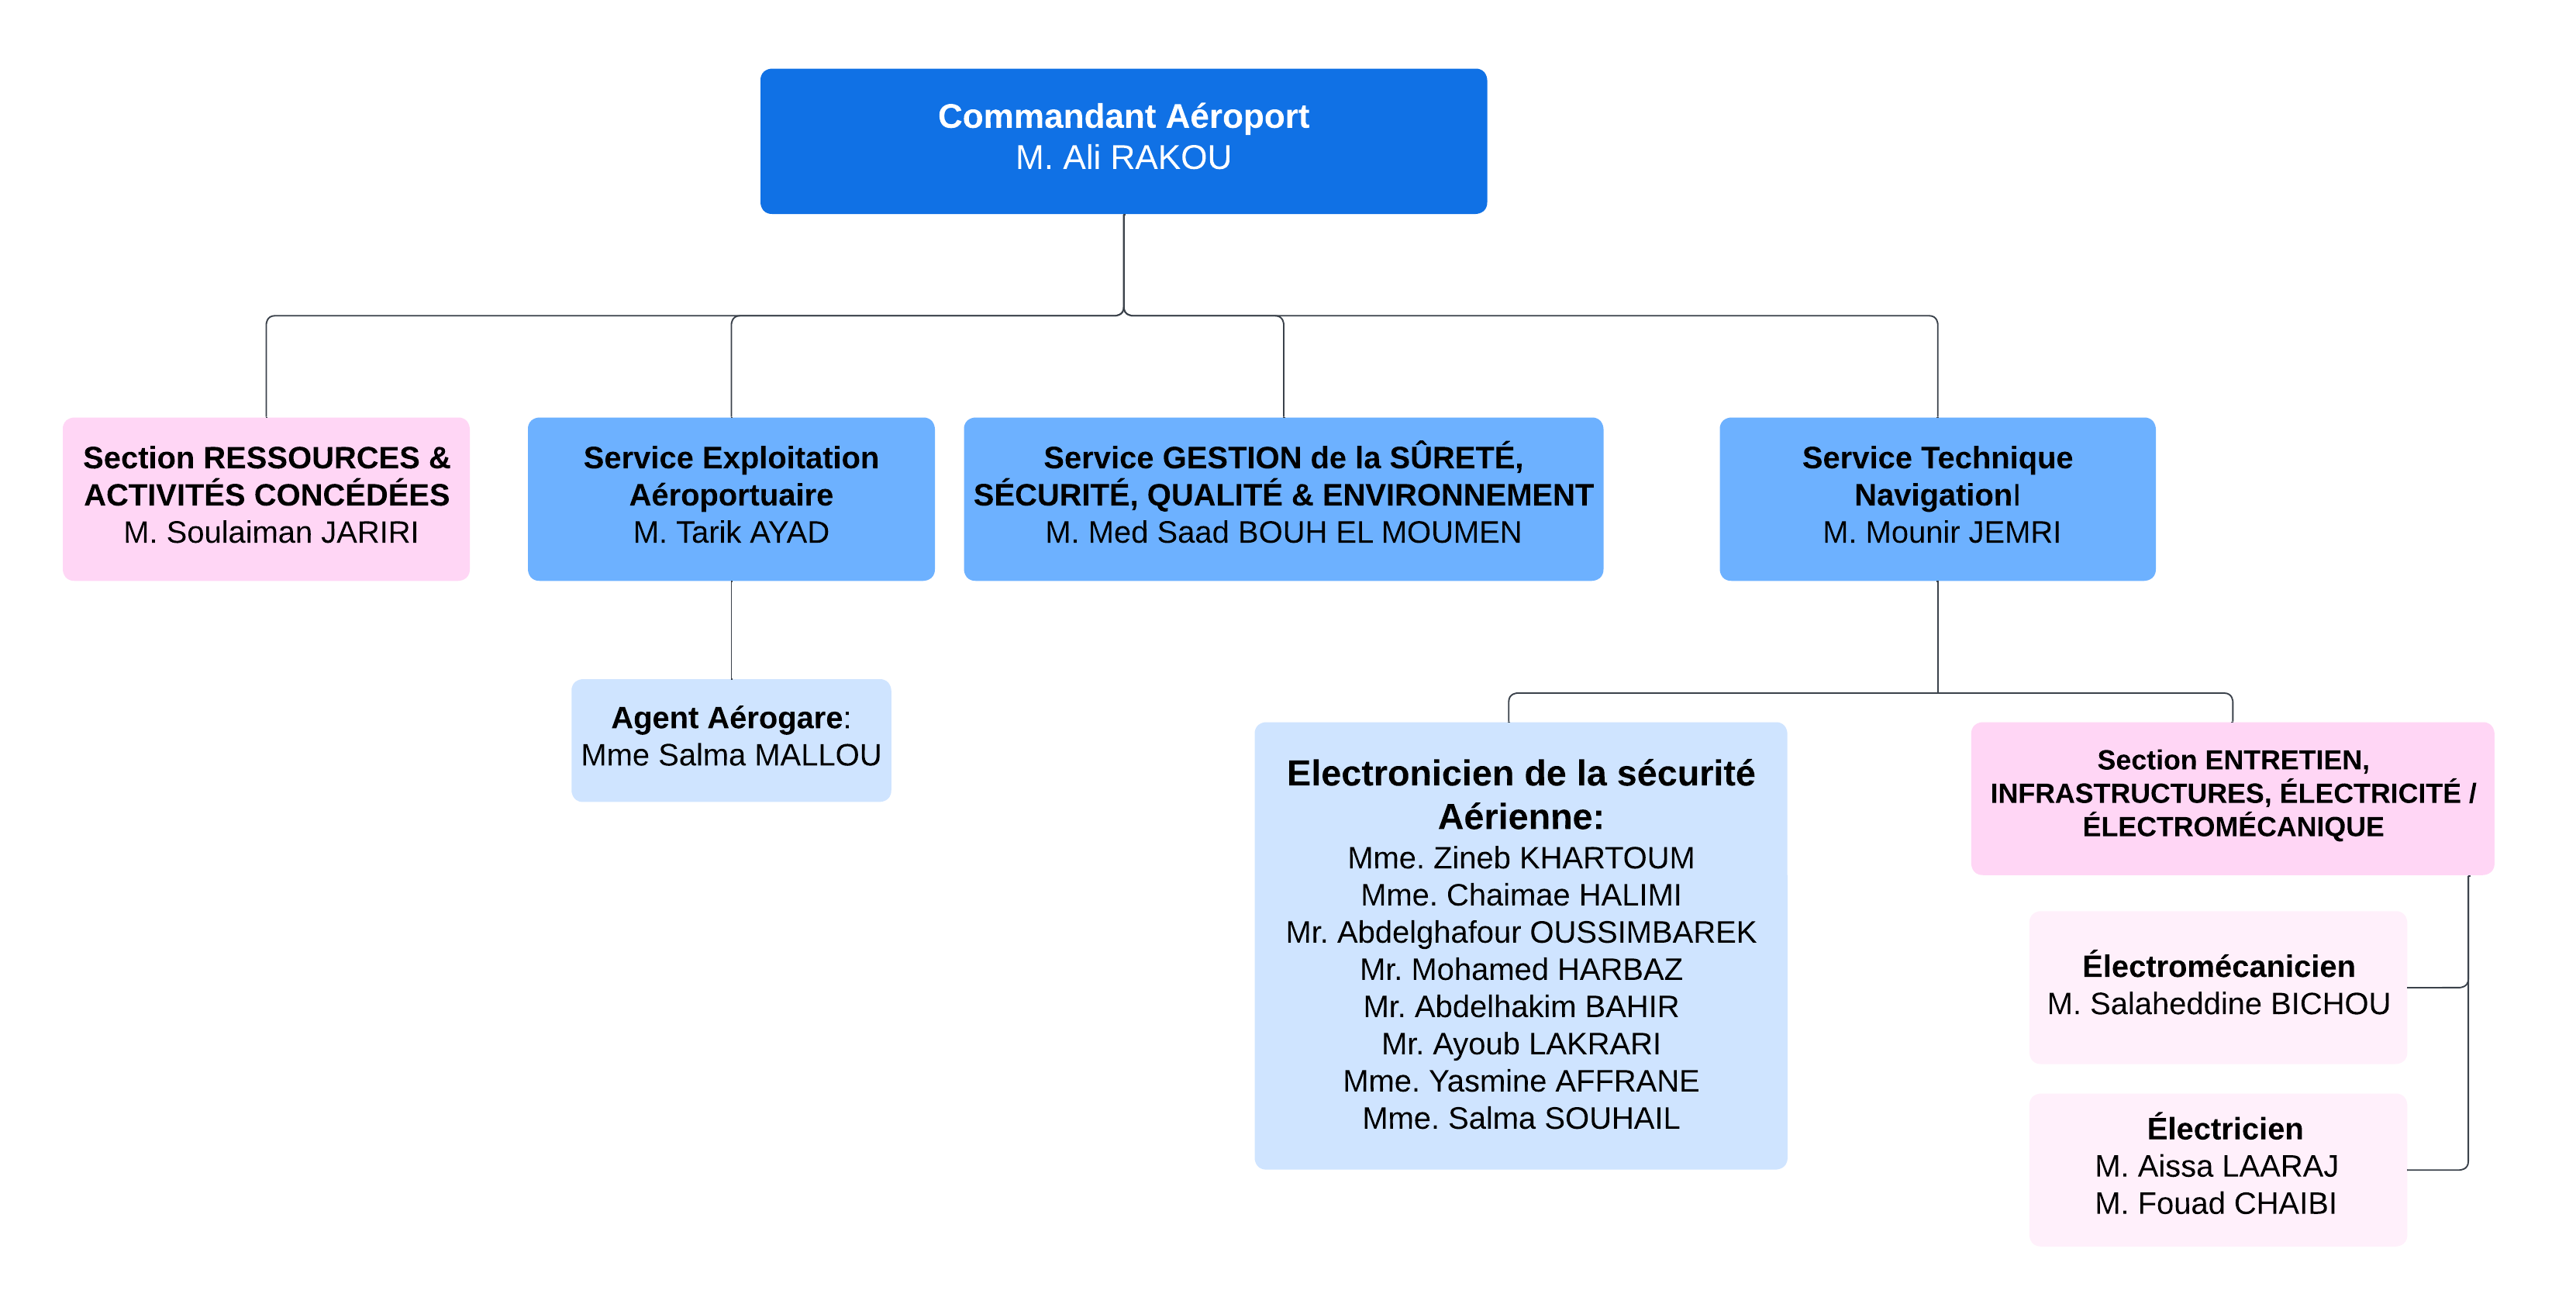 Commandant Aéroport
M. Ali RAKOU
Section RESSOURCES &
ACTIVITÉS CONCÉDÉES
M. Soulaiman JARIRI
Service Exploitation
Aéroportuaire
M. Tarik AYAD
Service GESTION de la SÛRETÉ,
SÉCURITÉ, QUALITÉ & ENVIRONNEMENT
M. Med Saad BOUH EL MOUMEN
Service Technique
Navigationl
M. Mounir JEMRI
Agent Aérogare:
Mme Salma MALLOU
Electronicien de la sécurité
Aérienne:
Mme. Zineb KHARTOUM
Mme. Chaimae HALIMI
Mr. Abdelghafour OUSSIMBAREK
Mr. Mohamed HARBAZ
Mr. Abdelhakim BAHIR
Mr. Ayoub LAKRARI
Mme. Yasmine AFFRANE
Mme. Salma SOUHAIL
Section ENTRETIEN,
INFRASTRUCTURES, ÉLECTRICITÉ /
ÉLECTROMÉCANIQUE
Électromécanicien
M. Salaheddine BICHOU
Électricien
M. Aissa LAARAJ
M. Fouad CHAIBI